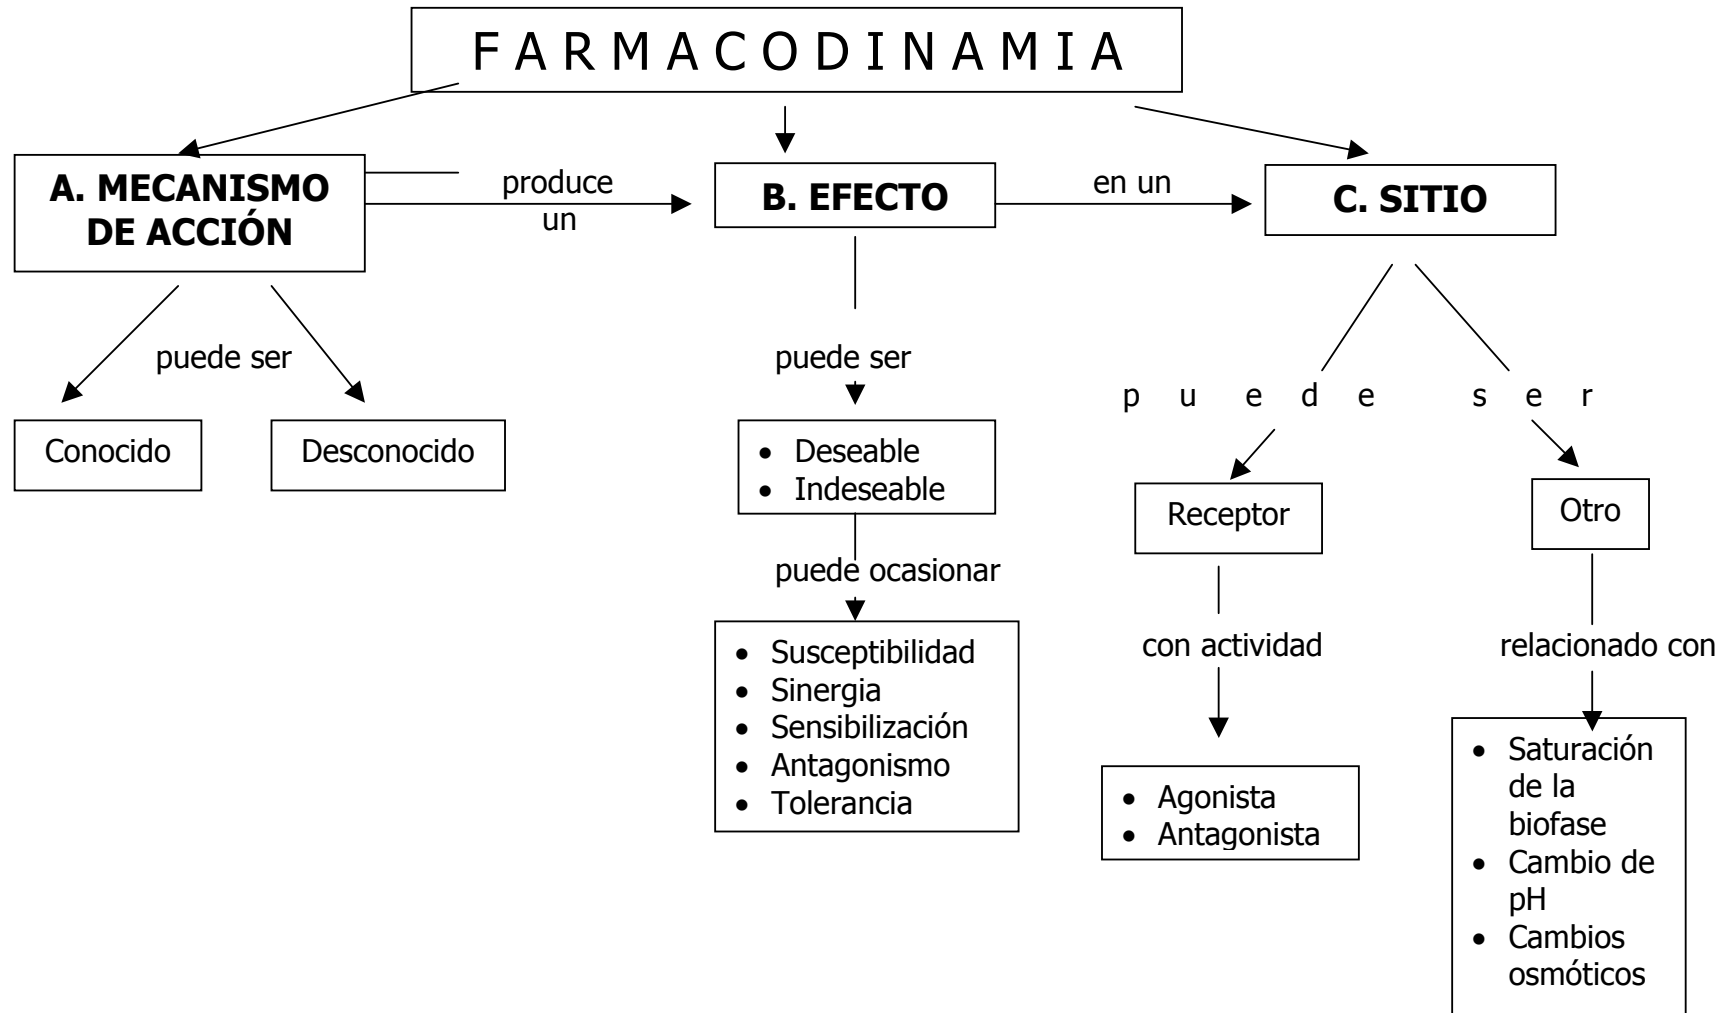 F A R M A C O D I N A M I A
A. MECANISMO
DE ACCIÓN
produce
un
B. EFECTO
en un
C. SITIO
puede ser
Conocido
Desconocido
puede ser
• Deseable
• Indeseable
puede ocasionar
• Susceptibilidad
• Sinergia
• Sensibilización
• Antagonismo
• Tolerancia
p u e d e s e r
Receptor
con actividad
• Agonista
• Antagonista
Otro
relacionado con
• Saturación
de la
biofase
• Cambio de
pH
• Cambios
osmóticos